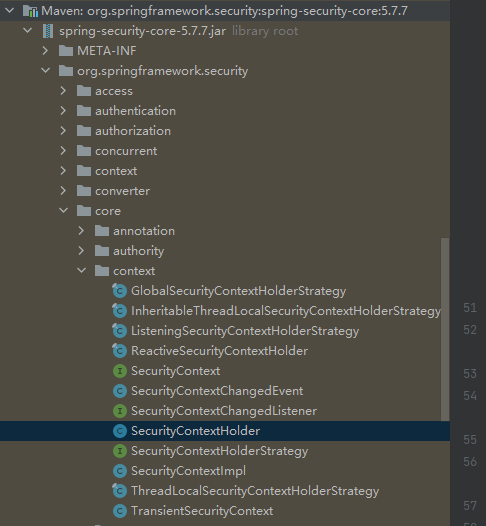 Maven: org.springframework.security:spring-security-core:5.7.7
spring-security-core-5.7.7.jar library root
META-INF
org.springframework.security
access
authentication
authorization
concurrent
context
converter
core
annotation
authority
context
GlobalSecurityContextHolderStrategy
InheritableThreadLocalSecurityContextHolderStrategy
51
ListeningSecurityContextHolderStrategy
52
ReactiveSecurityContextHolder
SecurityContext
53
SecurityContextChangedEvent
54
SecurityContextChangedListener
SecurityContextHolder
55
SecurityContextHolderStrategy
56
SecurityContextImpl
ThreadLocalSecurityContextHolderStrategy
TransientSecurityContext
57